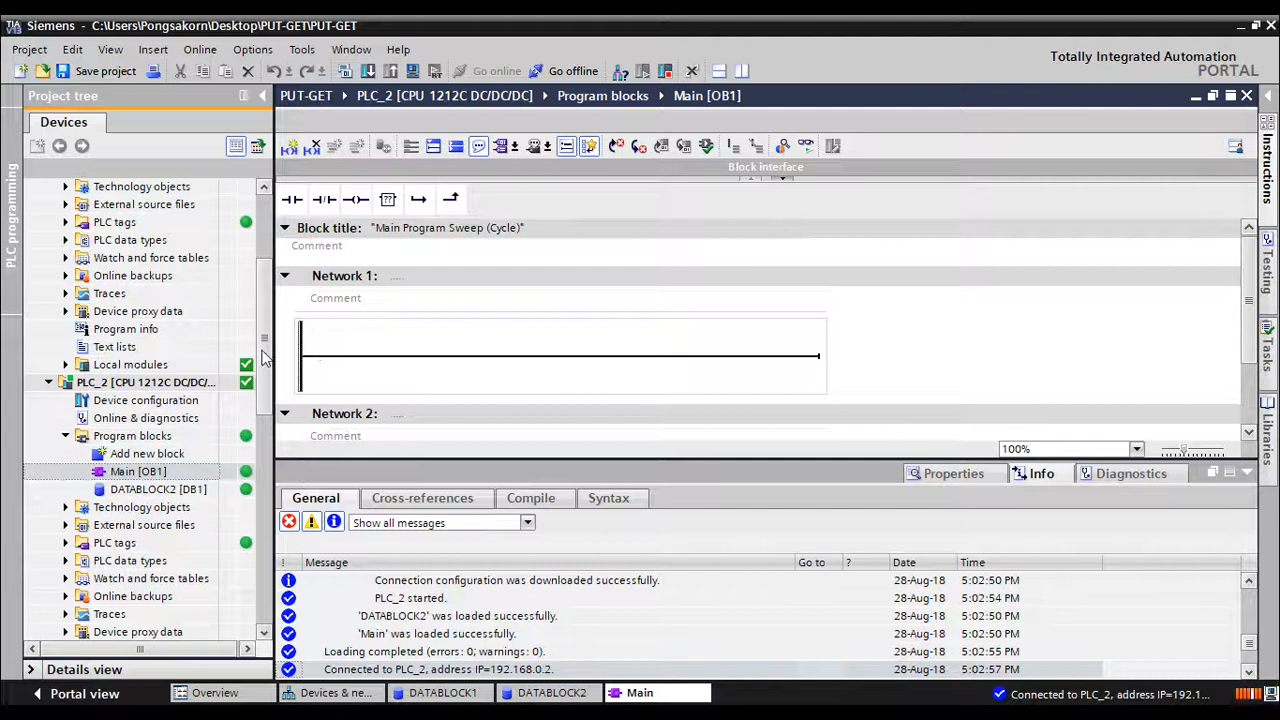 TIA
V13
Siemens - C:\Users\Pongsakorn\Desktop\PUT-GET\PUT-GET
Project Edit View Insert Online Options Tools Window Help
Totally Integrated Automation
PORTAL
Save project
Go online
Go offline
Project tree
PUT-GET PLC_2 [CPU 1212C DC/DC/DC] Program blocks Main [OB1]
Devices
PLC programming
Block interface
Technology objects
External source files
PLC tags
PLC data types
Watch and force tables
Online backups
Traces
Device proxy data
Program info
Text lists
Local modules
PLC_2 [CPU 1212C DC/DC/...
Device configuration
Online & diagnostics
Program blocks
Add new block
Main [OB1]
DATABLOCK2 [DB1]
Technology objects
External source files
PLC tags
PLC data types
Watch and force tables
Online backups
Traces
Device proxy data
Details view
??
Block title: "Main Program Sweep (Cycle)"
Comment
Network 1: .....
Comment
Network 2: .....
Comment
100%
Instructions
Testing
Tasks
Libraries
Properties
Info
Diagnostics
General
Cross-references
Compile
Syntax
Show all messages
! Message Go to ? Date Time
Connection configuration was downloaded successfully. 28-Aug-18 5:02:50 PM
PLC_2 started. 28-Aug-18 5:02:54 PM
'DATABLOCK2' was loaded successfully. 28-Aug-18 5:02:50 PM
'Main' was loaded successfully. 28-Aug-18 5:02:50 PM
Loading completed (errors: 0; warnings: 0). 28-Aug-18 5:02:55 PM
Connected to PLC_2, address IP=192.168.0.2. 28-Aug-18 5:02:57 PM
Portal view
Overview
Devices & ne...
DATABLOCK1
DATABLOCK2
Main
Connected to PLC_2, address IP=192.1...